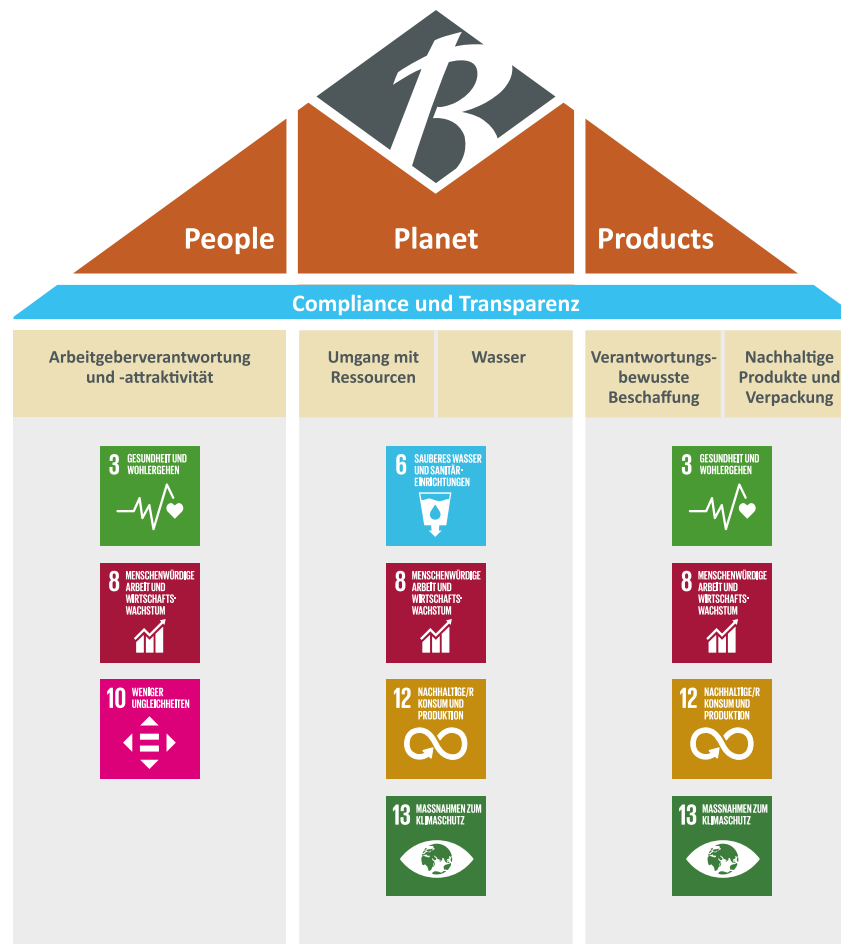 B
People
Planet
Products
Compliance und Transparenz
Arbeitgeberverantwortung
und -attraktivität
Umgang mit
Ressourcen
Wasser
Verantwortungs-
bewusste
Beschaffung
Nachhaltige
Produkte und
Verpackung
3 GESUNDHEIT UND
WOHLERGEHEN
8 MENSCHENWÜRDIGE
ARBEIT UND
WIRTSCHAFTS-
WACHSTUM
10 WENIGER
UNGLEICHHEITEN
6 SAUBERES WASSER
UND SANITÄR-
EINRICHTUNGEN
8 MENSCHENWÜRDIGE
ARBEIT UND
WIRTSCHAFTS-
WACHSTUM
12 NACHHALTIGE/R
KONSUM UND
PRODUKTION
13 MASSNAHMEN ZUM
KLIMASCHUTZ
3 GESUNDHEIT UND
WOHLERGEHEN
8 MENSCHENWÜRDIGE
ARBEIT UND
WIRTSCHAFTS-
WACHSTUM
12 NACHHALTIGE/R
KONSUM UND
PRODUKTION
13 MASSNAHMEN ZUM
KLIMASCHUTZ